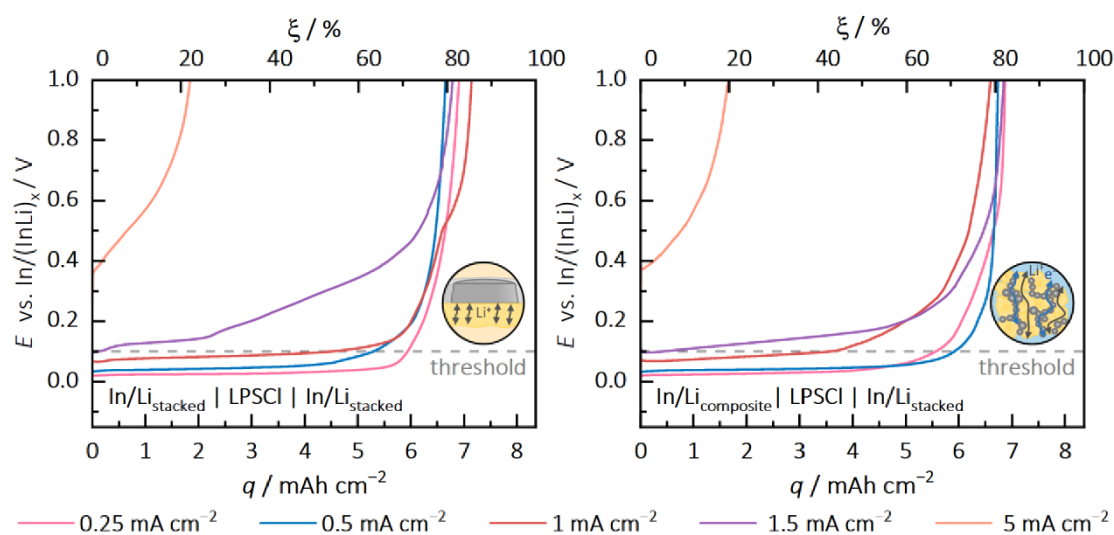 ξ / %
0 20 40 60 80 100
1.0
0.8
0.6
0.4
0.2
0.0
E vs. In/(InLi)ₓ / V
Li⁺
threshold
In/Li_stacked | LPSCl | In/Li_stacked
0 1 2 3 4 5 6 7 8
q / mAh cm⁻²
ξ / %
0 20 40 60 80 100
1.0
0.8
0.6
0.4
0.2
0.0
E vs. In/(InLi)ₓ / V
Li⁺ e⁻
threshold
In/Li_composite | LPSCl | In/Li_stacked
0 1 2 3 4 5 6 7 8
q / mAh cm⁻²
0.25 mA cm⁻² 0.5 mA cm⁻² 1 mA cm⁻² 1.5 mA cm⁻² 5 mA cm⁻²